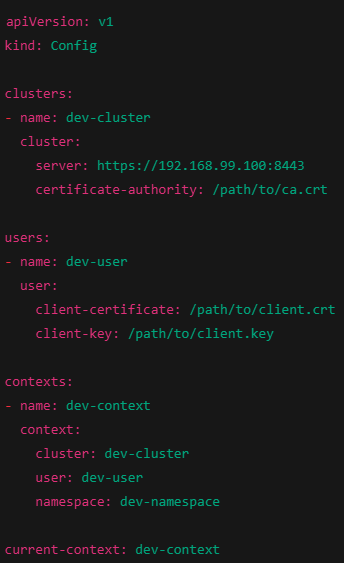 apiVersion: v1
kind: Config

clusters:
- name: dev-cluster
  cluster:
    server: https://192.168.99.100:8443
    certificate-authority: /path/to/ca.crt

users:
- name: dev-user
  user:
    client-certificate: /path/to/client.crt
    client-key: /path/to/client.key

contexts:
- name: dev-context
  context:
    cluster: dev-cluster
    user: dev-user
    namespace: dev-namespace

current-context: dev-context